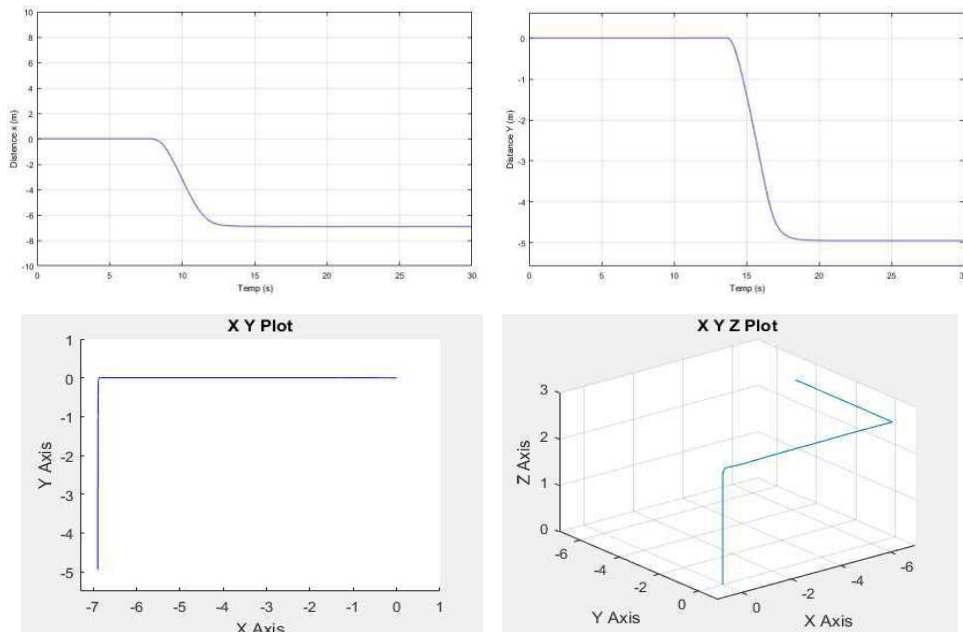 Distence x (m)
10
8
6
4
2
0
-2
-4
-6
-8
-10
0 5 10 15 20 25 30
Temp (s)
Distance Y (m)
0
-1
-2
-3
-4
-5
0 5 10 15 20 25 30
Temp (s)
X Y Plot
Y Axis
1
0
-1
-2
-3
-4
-5
-7 -6 -5 -4 -3 -2 -1 0 1
X Axis
X Y Z Plot
Z Axis
3
2
1
0
-6 -4 -2 0
Y Axis
0 -2 -4 -6
X Axis